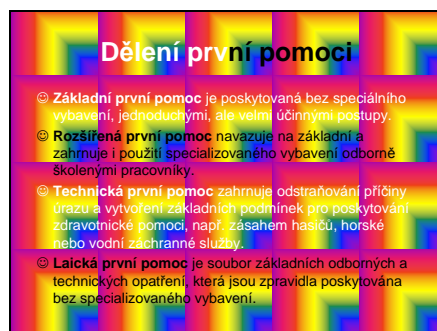 Dělení první pomoci
☺ Základní první pomoc je poskytovaná bez speciálního
vybavení, jednoduchými, ale velmi účinnými postupy.
☺ Rozšířená první pomoc navazuje na základní a
zahrnuje i použití specializovaného vybavení odborně
školenými pracovníky.
☺ Technická první pomoc zahrnuje odstraňování příčiny
úrazu a vytvoření základních podmínek pro poskytování
zdravotnické pomoci, např. zásahem hasičů, horské
nebo vodní záchranné služby.
☺ Laická první pomoc je soubor základních odborných a
technických opatření, která jsou zpravidla poskytována
bez specializovaného vybavení.